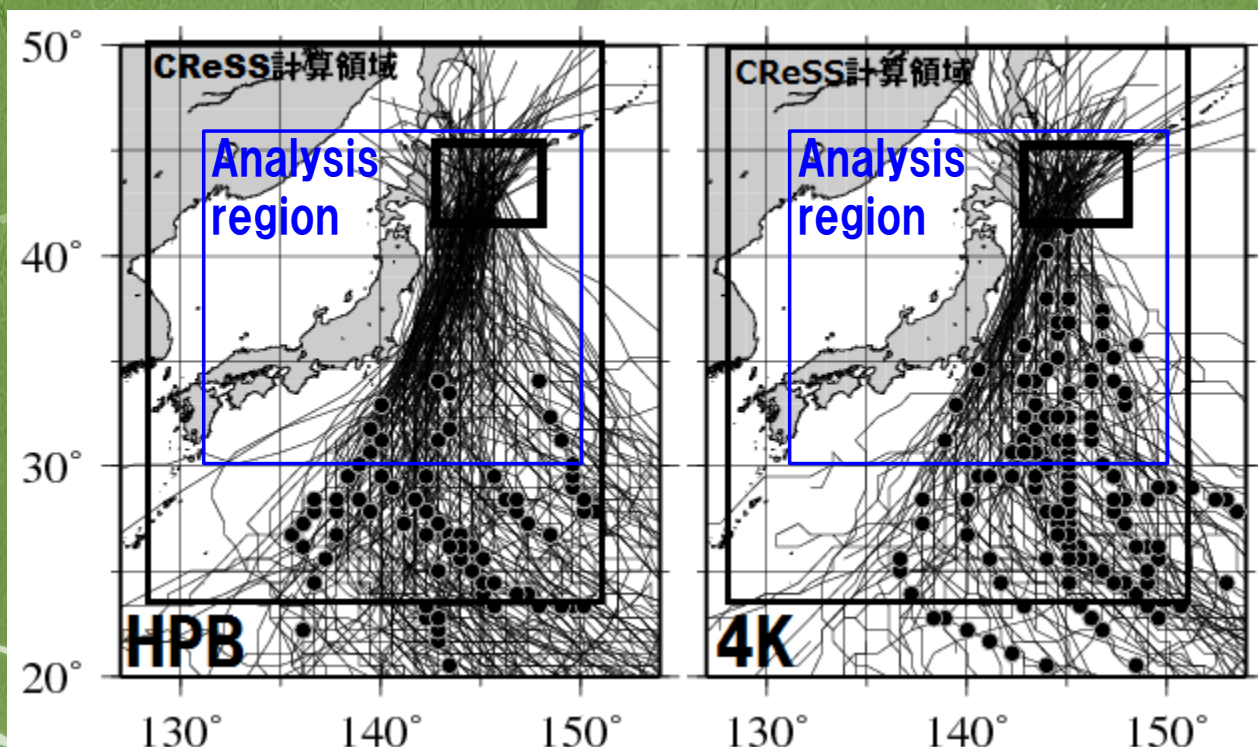 50°
40°
30°
20°
CReSS計算領域
Analysis
region
HPB
130°
140°
150°
CReSS計算領域
Analysis
region
4K
130°
140°
150°